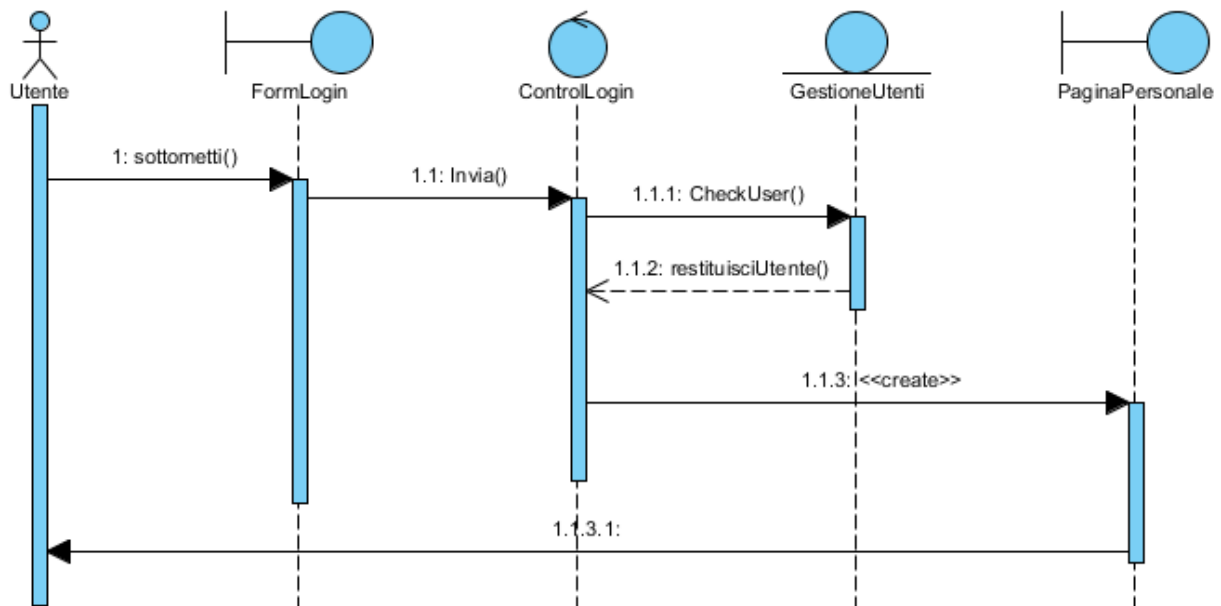 Utente
FormLogin
ControlLogin
GestioneUtenti
PaginaPersonale
1: sottometti()
1.1: Invia()
1.1.1: CheckUser()
1.1.2: restituisciUtente()
1.1.3: <<create>>
1.1.3.1: